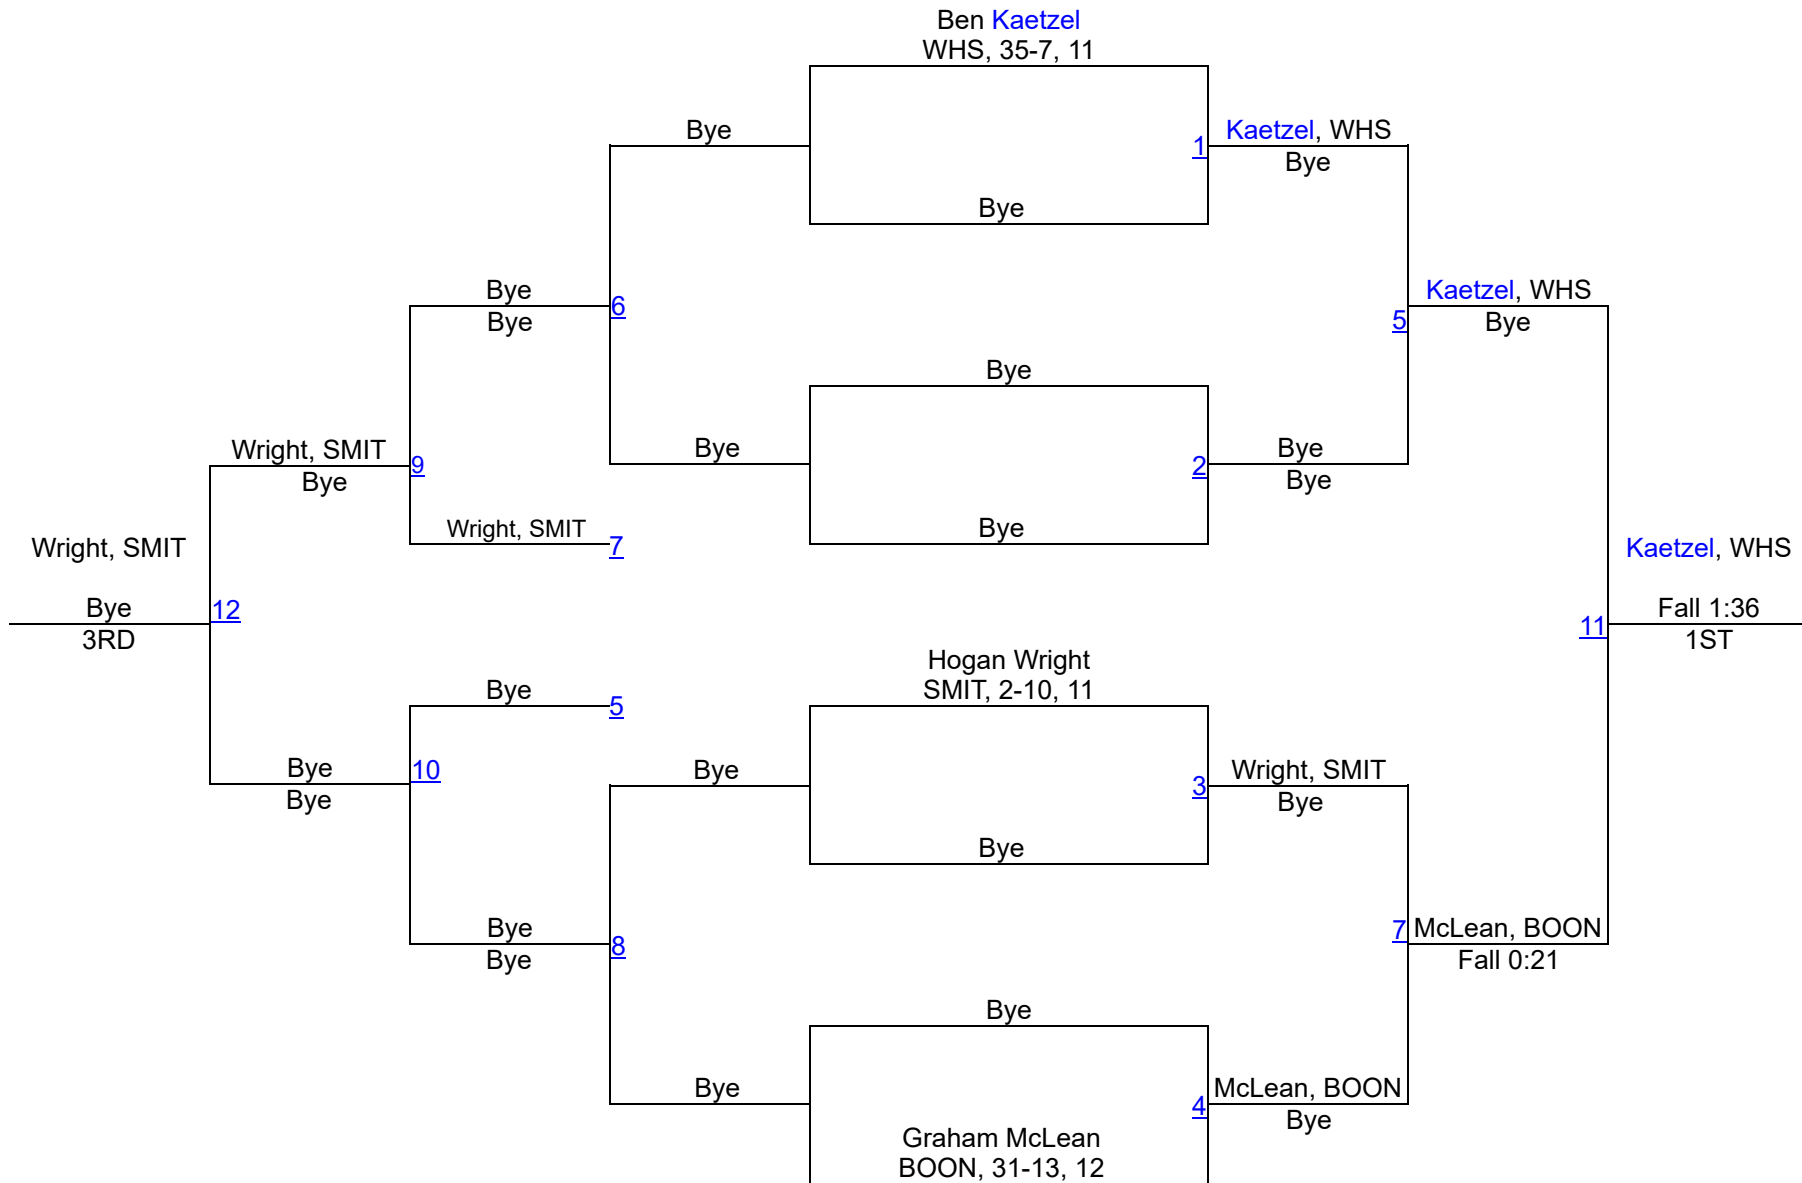 Ben Kaetzel
WHS, 35-7, 11
Bye
1
Kaetzel, WHS
Bye
Bye
Bye
Bye
6
Kaetzel, WHS
5
Bye
Bye
Wright, SMIT
Bye
9
Bye
2
Bye
Bye
Bye
Wright, SMIT
7
Wright, SMIT
Bye
3RD
12
Kaetzel, WHS
Fall 1:36
11
1ST
Hogan Wright
SMIT, 2-10, 11
Bye
5
Bye
Bye
10
Bye
3
Wright, SMIT
Bye
Bye
Bye
Bye
8
7
McLean, BOON
Fall 0:21
Bye
Bye
4
McLean, BOON
Bye
Graham McLean
BOON, 31-13, 12